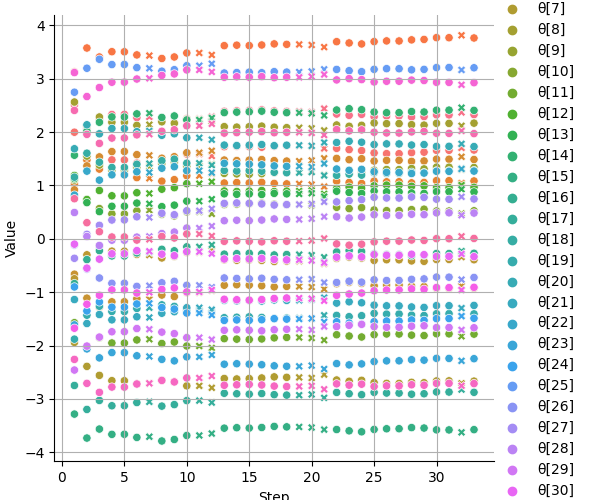 4
3
2
1
0
−1
−2
−3
−4
Value
0 5 10 15 20 25 30
Step
θ[7]
θ[8]
θ[9]
θ[10]
θ[11]
θ[12]
θ[13]
θ[14]
θ[15]
θ[16]
θ[17]
θ[18]
θ[19]
θ[20]
θ[21]
θ[22]
θ[23]
θ[24]
θ[25]
θ[26]
θ[27]
θ[28]
θ[29]
θ[30]